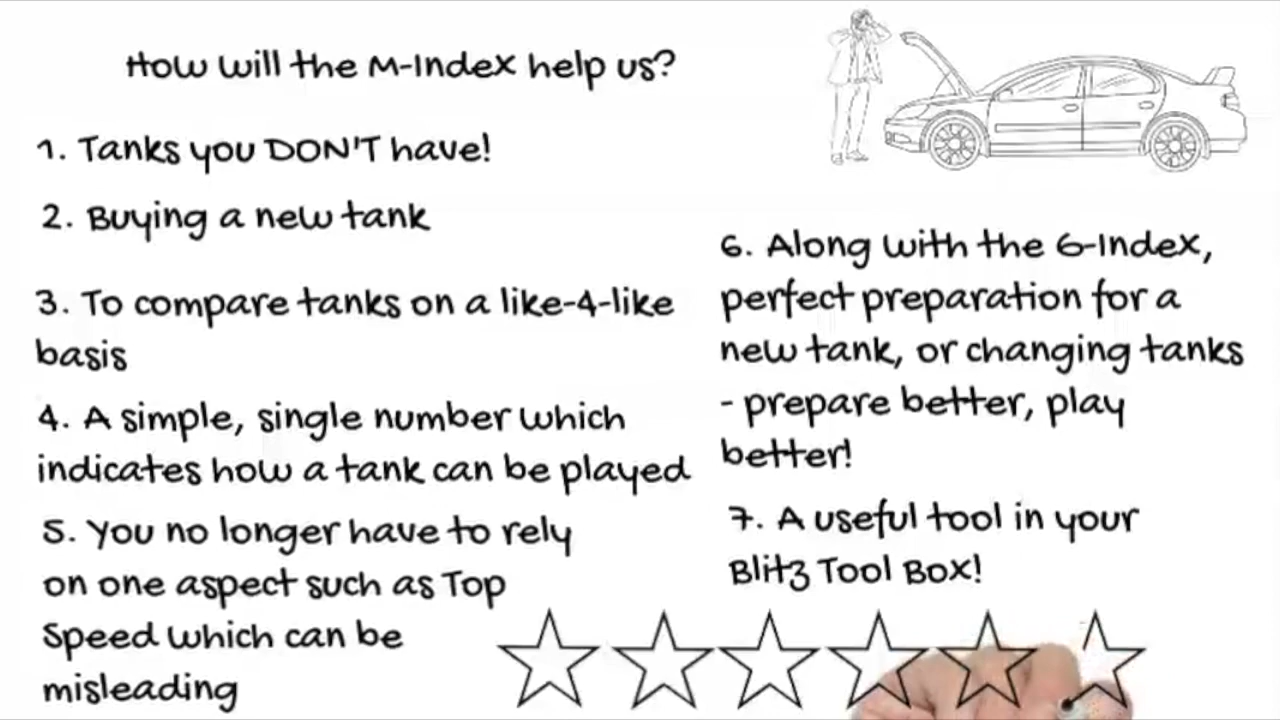 How will the M-Index help us?
1. Tanks you DON'T have!
2. Buying a new tank
3. To compare tanks on a like-4-like
basis
4. A simple, single number which
indicates how a tank can be played
5. You no longer have to rely
on one aspect such as Top
Speed which can be
misleading
6. Along with the 6-Index,
perfect preparation for a
new tank, or changing tanks
- prepare better, play
better!
7. A useful tool in your
Blitz Tool Box!